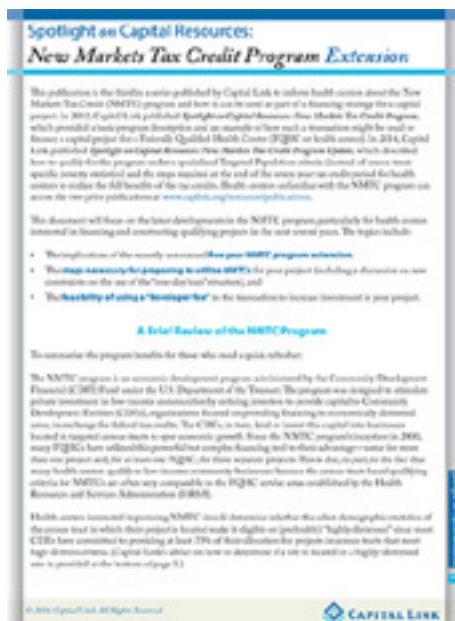 Spotlight on Capital Resources:
New Markets Tax Credit Program Extension
This publication is the third in a series published by Capital Link to inform health centers about the New
Markets Tax Credit (NMTC) program and how it can be used as part of a financing strategy for a capital
project. In 2012, Capital Link published Spotlight on Capital Resources: New Markets Tax Credit Program,
which provided a basic program description and an example of how such a transaction might be used to
finance a capital project for a Federally Qualified Health Center (FQHC or health center). In 2014, Capital
Link published Spotlight on Capital Resources: New Markets Tax Credit Program Update, which described
how to qualify for the program under a specialized Targeted Population criteria (instead of census tract-
specific poverty statistics) and the steps required at the end of the seven year tax credit period for health
centers to realize the full benefits of the tax credits. Health centers unfamiliar with the NMTC program can
access the two prior publications at www.caplink.org/resources/publications.
This document will focus on the latest developments in the NMTC program, particularly for health centers
interested in financing and constructing qualifying projects in the next several years. The topics include:
• The implications of the recently announced five-year NMTC program extension,
• The steps necessary for preparing to utilize NMTCs for your project (including a discussion on new
constraints on the use of the "one-day loan" structure), and
• The feasibility of using a "developer fee" in the transaction to increase investment in your project.
A Brief Review of the NMTC Program
To summarize the program benefits for those who need a quick refresher:
The NMTC program is an economic development program administered by the Community Development
Financial (CDFI) Fund under the U.S. Department of the Treasury. The program was designed to stimulate
private investment in low-income communities by enticing investors to provide capital to Community
Development Entities (CDEs), organizations focused on providing financing to economically distressed
areas, in exchange for federal tax credits. The CDEs, in turn, lend or invest this capital into businesses
located in targeted census tracts to spur economic growth. Since the NMTC program's inception in 2000,
many FQHCs have utilized this powerful but complex financing tool to their advantage—some for more
than one project and, for at least one FQHC, for three separate projects. This is due, in part, to the fact that
many health centers qualify as low-income community businesses because the census tract-based qualifying
criteria for NMTCs are often very comparable to the FQHC service areas established by the Health
Resources and Services Administration (HRSA).
Health centers interested in pursuing NMTC should determine whether the other demographic statistics of
the census tract in which their project is located make it eligible or (preferably) "highly distressed" since most
CDEs have committed to providing at least 75% of their allocation for projects in census tracts that meet
high distress criteria. (Capital Link's advice on how to determine if a site is located in a highly distressed
area is provided at the bottom of page 3.)
© 2016 Capital Link. All Rights Reserved
CAPITAL LINK